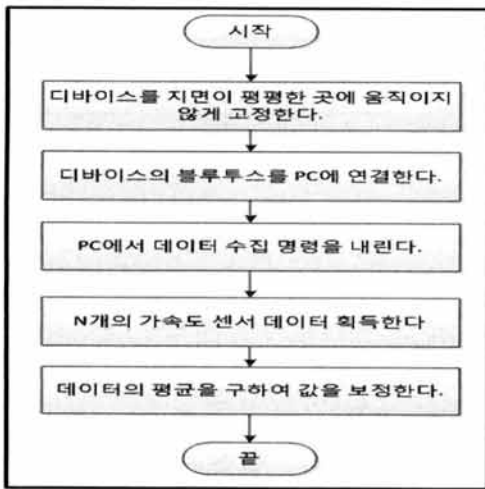 시작
디바이스를 지면이 평평한 곳에 움직이지
않게 고정한다.
디바이스의 블루투스를 PC에 연결한다.
PC에서 데이터 수집 명령을 내린다.
N개의 가속도 센서 데이터 획득한다
데이터의 평균을 구하여 값을 보정한다.
끝